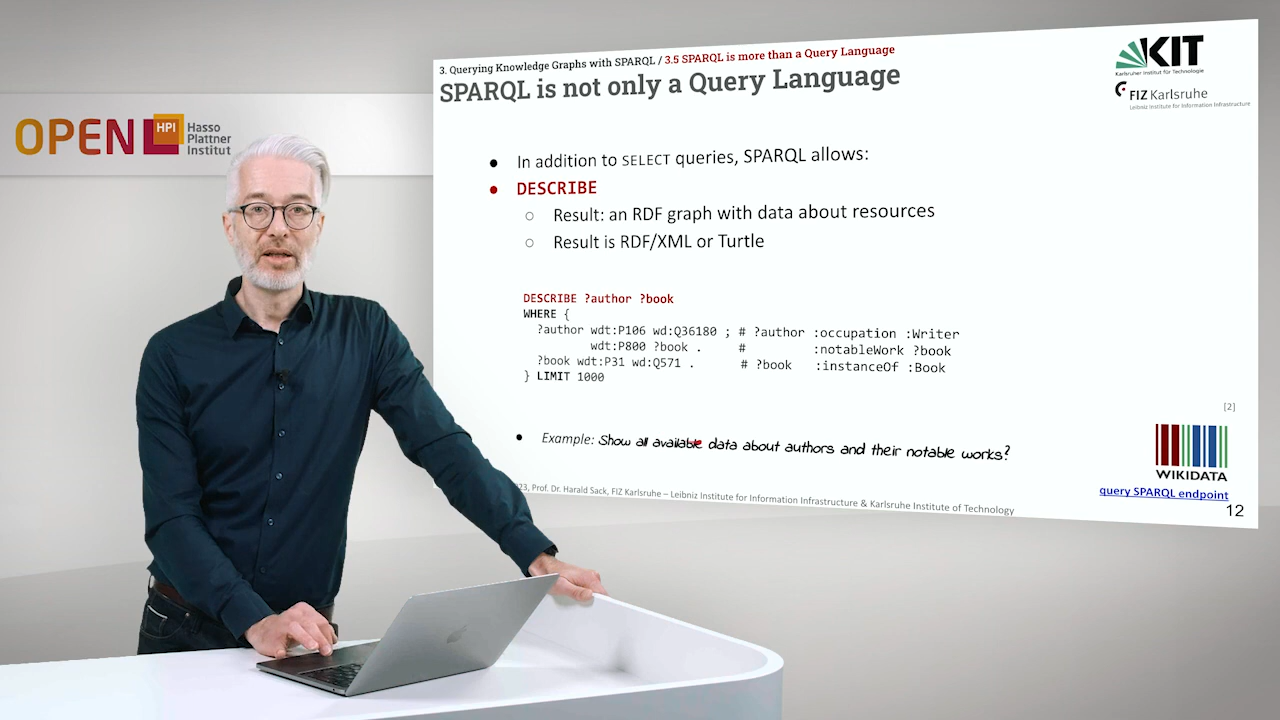 OPEN HPI Hasso
Plattner
Institut
3. Querying Knowledge Graphs with SPARQL / 3.5 SPARQL is more than a Query Language
SPARQL is not only a Query Language
KIT
Karlsruher Institut für Technologie
FIZ Karlsruhe
Leibniz Institute for Information Infrastructure
● In addition to SELECT queries, SPARQL allows:
● DESCRIBE
○ Result: an RDF graph with data about resources
○ Result is RDF/XML or Turtle
DESCRIBE ?author ?book
WHERE {
?author wdt:P106 wd:Q36180 ; # ?author :occupation :Writer
wdt:P800 ?book . # :notableWork ?book
?book wdt:P31 wd:Q571 . # ?book :instanceOf :Book
} LIMIT 1000
[2]
● Example: Show all available data about authors and their notable works?
WIKIDATA
query SPARQL endpoint
23, Prof. Dr. Harald Sack, FIZ Karlsruhe – Leibniz Institute for Information Infrastructure & Karlsruhe Institute of Technology
12